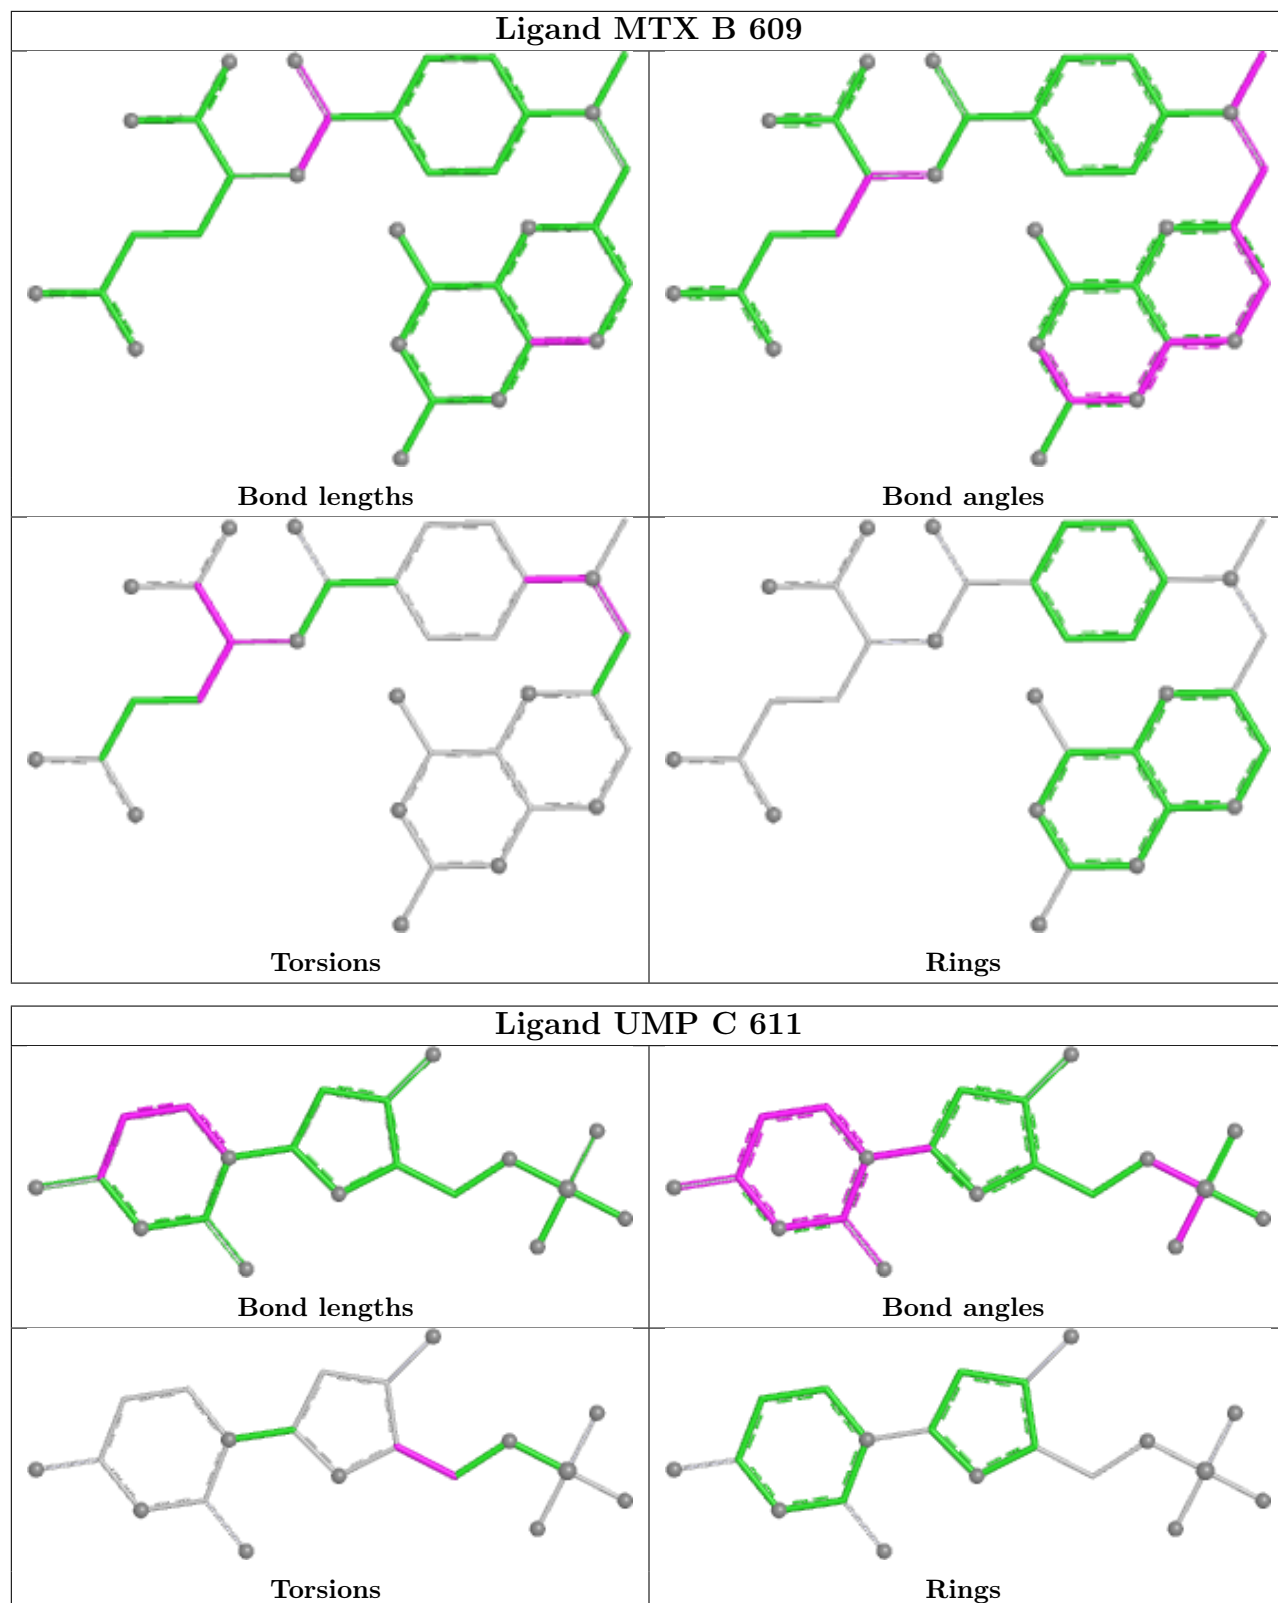 Ligand MTX B 609
Bond lengths
Bond angles
Torsions
Rings
Ligand UMP C 611
Bond lengths
Bond angles
Torsions
Rings